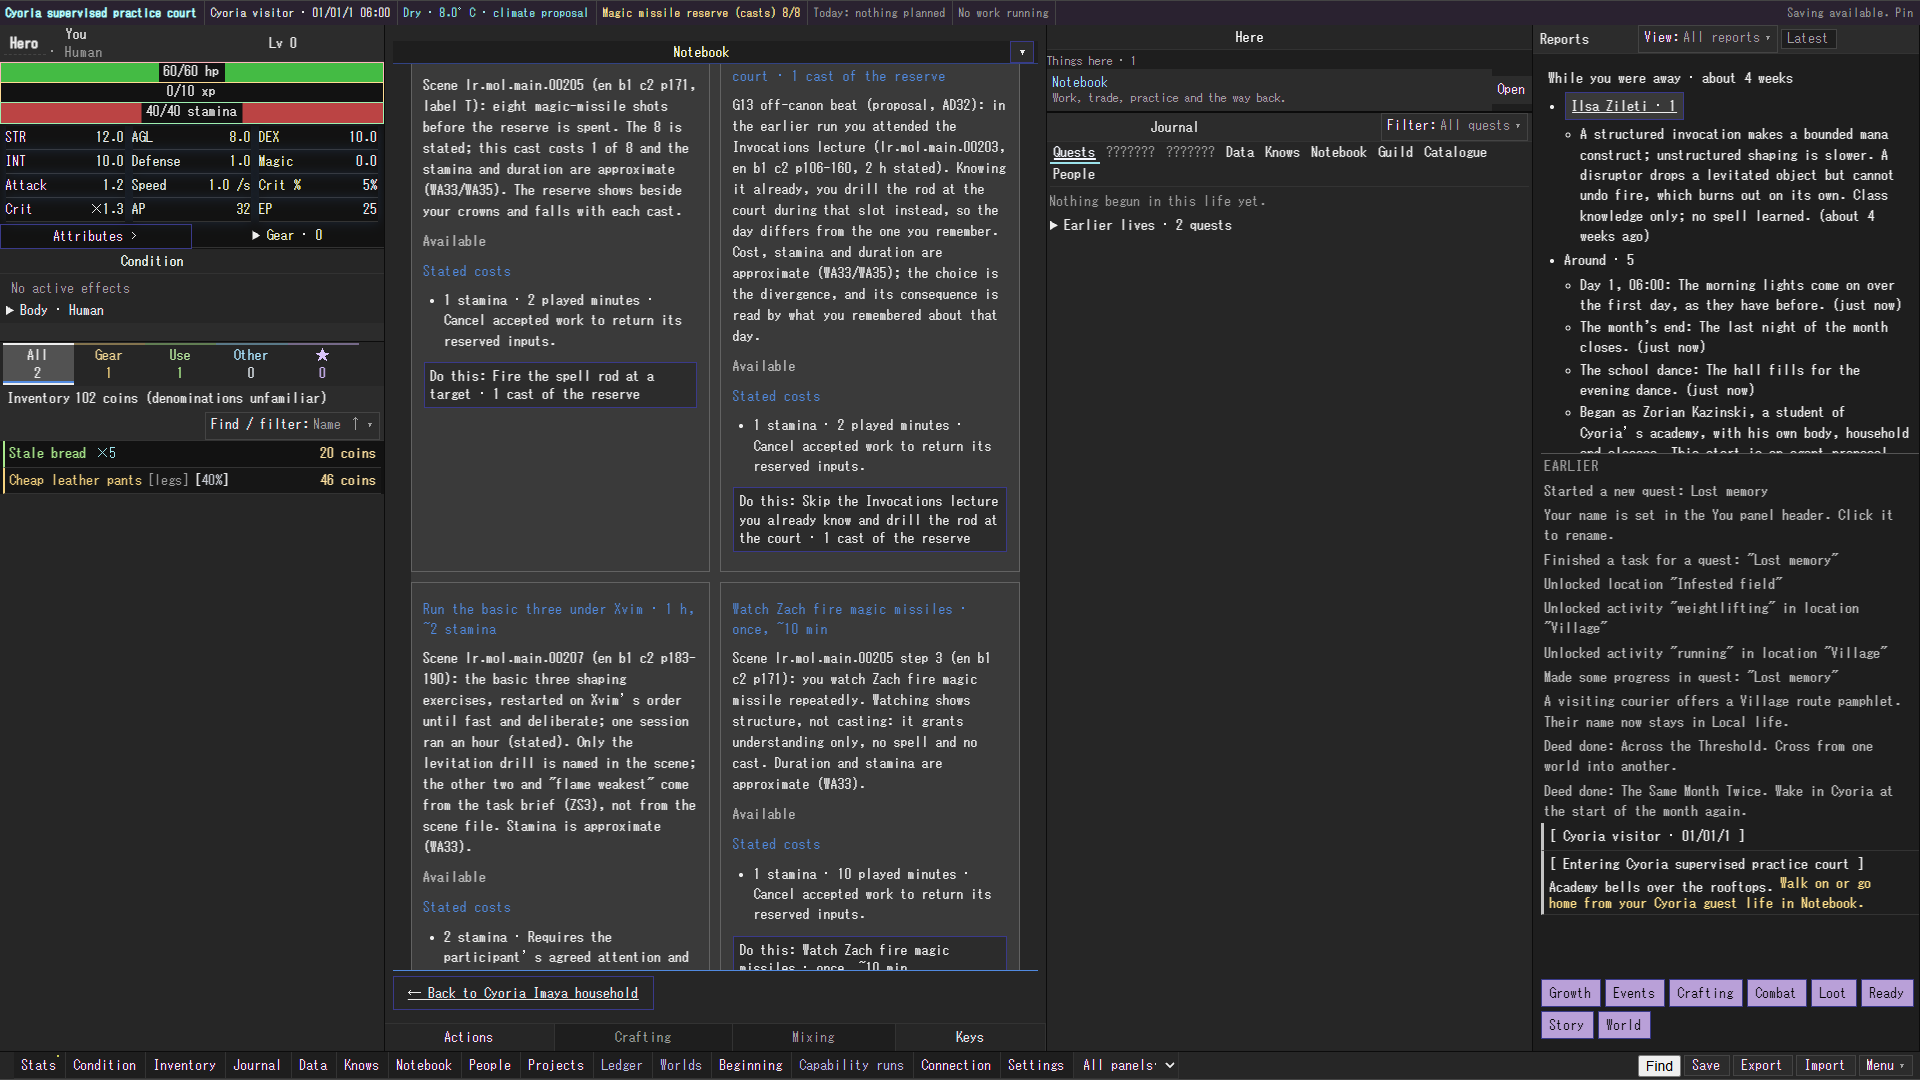 Cyoria supervised practice court
Cyoria visitor · 01/01/1 06:00
Dry · 8.0° C · climate proposal
Magic missile reserve (casts) 8/8
Today: nothing planned
No work running
Saving available. Pin
Hero · You
Human
Lv 0
60/60 hp
0/10 xp
40/40 stamina
STR 12.0 AGL 8.0 DEX 10.0
INT 10.0 Defense 1.0 Magic 0.0
Attack 1.2 Speed 1.0 /s Crit % 5%
Crit ×1.3 AP 32 EP 25
Attributes >
▶ Gear · 0
Condition
No active effects
▶ Body · Human
All 2
Gear 1
Use 1
Other 0
★ 0
Inventory 102 coins (denominations unfamiliar)
Find / filter: Name ↑ ▾
Stale bread ×5 20 coins
Cheap leather pants [legs] [40%] 46 coins
Notebook
▾
Scene lr.mol.main.00205 (en b1 c2 p171,
label T): eight magic-missile shots
before the reserve is spent. The 8 is
stated; this cast costs 1 of 8 and the
stamina and duration are approximate
(WA33/WA35). The reserve shows beside
your crowns and falls with each cast.
Available
Stated costs
• 1 stamina · 2 played minutes ·
Cancel accepted work to return its
reserved inputs.
Do this: Fire the spell rod at a
target · 1 cast of the reserve
court · 1 cast of the reserve
G13 off-canon beat (proposal, AD32): in
the earlier run you attended the
Invocations lecture (lr.mol.main.00203,
en b1 c2 p106-160, 2 h stated). Knowing
it already, you drill the rod at the
court during that slot instead, so the
day differs from the one you remember.
Cost, stamina and duration are
approximate (WA33/WA35); the choice is
the divergence, and its consequence is
read by what you remembered about that
day.
Available
Stated costs
• 1 stamina · 2 played minutes ·
Cancel accepted work to return its
reserved inputs.
Do this: Skip the Invocations lecture
you already know and drill the rod at
the court · 1 cast of the reserve
Run the basic three under Xvim · 1 h,
~2 stamina
Scene lr.mol.main.00207 (en b1 c2 p183-
190): the basic three shaping
exercises, restarted on Xvim's order
until fast and deliberate; one session
ran an hour (stated). Only the
levitation drill is named in the scene;
the other two and "flame weakest" come
from the task brief (ZS3), not from the
scene file. Stamina is approximate
(WA33).
Available
Stated costs
• 2 stamina · Requires the
participant's agreed attention and
Watch Zach fire magic missiles ·
once, ~10 min
Scene lr.mol.main.00205 step 3 (en b1
c2 p171): you watch Zach fire magic
missile repeatedly. Watching shows
structure, not casting: it grants
understanding only, no spell and no
cast. Duration and stamina are
approximate (WA33).
Available
Stated costs
• 1 stamina · 10 played minutes ·
Cancel accepted work to return its
reserved inputs.
Do this: Watch Zach fire magic
missiles · once, ~10 min
← Back to Cyoria Imaya household
Actions
Crafting
Mixing
Keys
Here
Things here · 1
Notebook
Work, trade, practice and the way back.
Open
Journal
Filter: All quests ▾
Quests ??????? ??????? Data Knows Notebook Guild Catalogue
People
Nothing begun in this life yet.
▶ Earlier lives · 2 quests
Reports
View: All reports ▾
Latest
While you were away · about 4 weeks
• Ilsa Zileti · 1
A structured invocation makes a bounded mana
construct; unstructured shaping is slower. A
disruptor drops a levitated object but cannot
undo fire, which burns out on its own. Class
knowledge only; no spell learned. (about 4
weeks ago)
• Around · 5
Day 1, 06:00: The morning lights come on over
the first day, as they have before. (just now)
The month's end: The last night of the month
closes. (just now)
The school dance: The hall fills for the
evening dance. (just now)
Began as Zorian Kazinski, a student of
Cyoria's academy, with his own body, household
and classes. This start is an agent proposal
EARLIER
Started a new quest: Lost memory
Your name is set in the You panel header. Click it
to rename.
Finished a task for a quest: "Lost memory"
Unlocked location "Infested field"
Unlocked activity "weightlifting" in location
"Village"
Unlocked activity "running" in location "Village"
Made some progress in quest: "Lost memory"
A visiting courier offers a Village route pamphlet.
Their name now stays in Local life.
Deed done: Across the Threshold. Cross from one
world into another.
Deed done: The Same Month Twice. Wake in Cyoria at
the start of the month again.
[ Cyoria visitor · 01/01/1 ]
[ Entering Cyoria supervised practice court ]
Academy bells over the rooftops. Walk on or go
home from your Cyoria guest life in Notebook.
Growth Events Crafting Combat Loot Ready
Story World
Stats Condition Inventory Journal Data Knows Notebook People Projects Ledger Worlds Beginning Capability runs Connection Settings All panels
Find Save Export Import Menu ▾